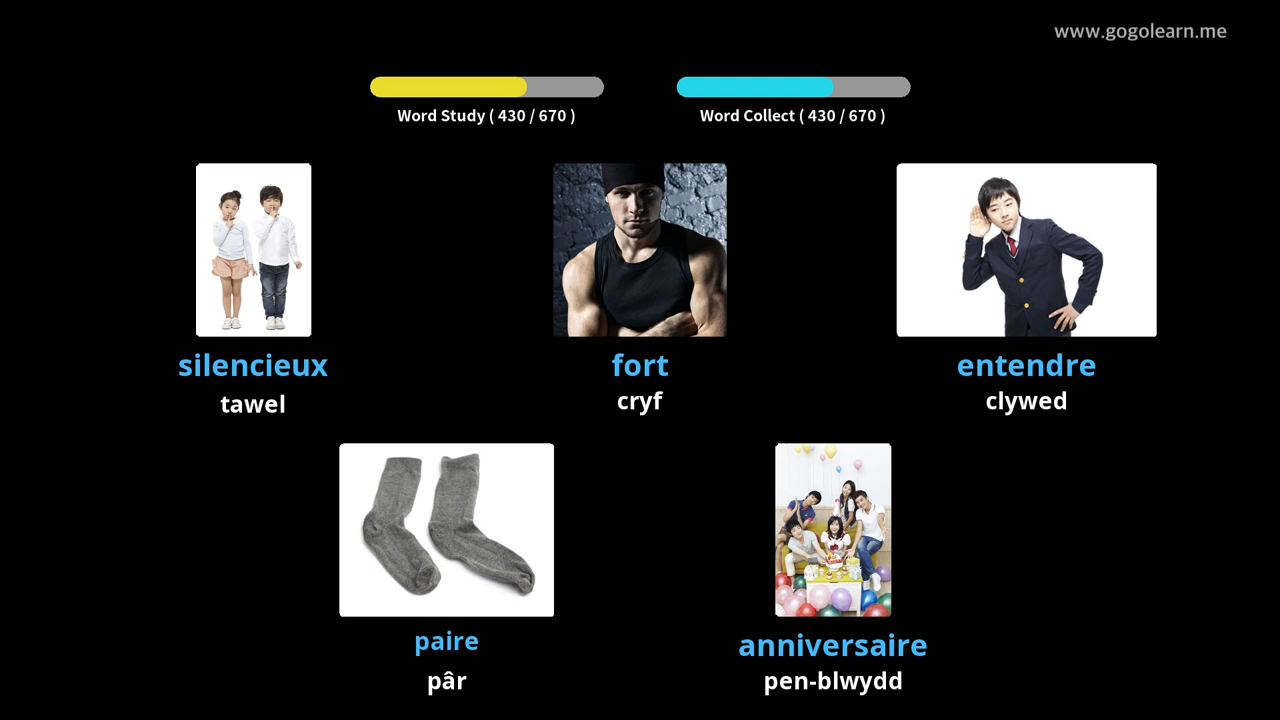 www.gogolearn.me
Word Study ( 430 / 670 )
Word Collect ( 430 / 670 )
silencieux
tawel
fort
cryf
entendre
clywed
paire
pâr
anniversaire
pen-blwydd